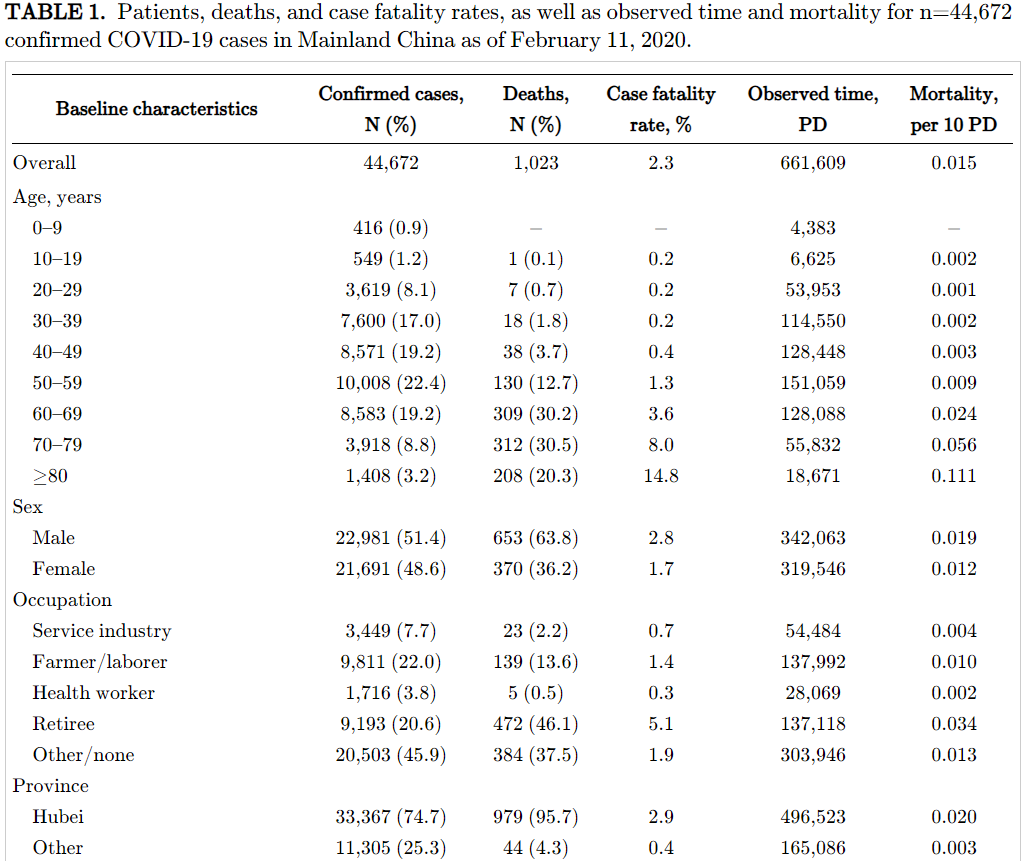 TABLE 1. Patients, deaths, and case fatality rates, as well as observed time and mortality for n=44,672
confirmed COVID-19 cases in Mainland China as of February 11, 2020.
Baseline characteristics Confirmed cases, N (%) Deaths, N (%) Case fatality rate, % Observed time, PD Mortality, per 10 PD
Overall 44,672 1,023 2.3 661,609 0.015
Age, years
0–9 416 (0.9) – – 4,383 –
10–19 549 (1.2) 1 (0.1) 0.2 6,625 0.002
20–29 3,619 (8.1) 7 (0.7) 0.2 53,953 0.001
30–39 7,600 (17.0) 18 (1.8) 0.2 114,550 0.002
40–49 8,571 (19.2) 38 (3.7) 0.4 128,448 0.003
50–59 10,008 (22.4) 130 (12.7) 1.3 151,059 0.009
60–69 8,583 (19.2) 309 (30.2) 3.6 128,088 0.024
70–79 3,918 (8.8) 312 (30.5) 8.0 55,832 0.056
≥80 1,408 (3.2) 208 (20.3) 14.8 18,671 0.111
Sex
Male 22,981 (51.4) 653 (63.8) 2.8 342,063 0.019
Female 21,691 (48.6) 370 (36.2) 1.7 319,546 0.012
Occupation
Service industry 3,449 (7.7) 23 (2.2) 0.7 54,484 0.004
Farmer/laborer 9,811 (22.0) 139 (13.6) 1.4 137,992 0.010
Health worker 1,716 (3.8) 5 (0.5) 0.3 28,069 0.002
Retiree 9,193 (20.6) 472 (46.1) 5.1 137,118 0.034
Other/none 20,503 (45.9) 384 (37.5) 1.9 303,946 0.013
Province
Hubei 33,367 (74.7) 979 (95.7) 2.9 496,523 0.020
Other 11,305 (25.3) 44 (4.3) 0.4 165,086 0.003